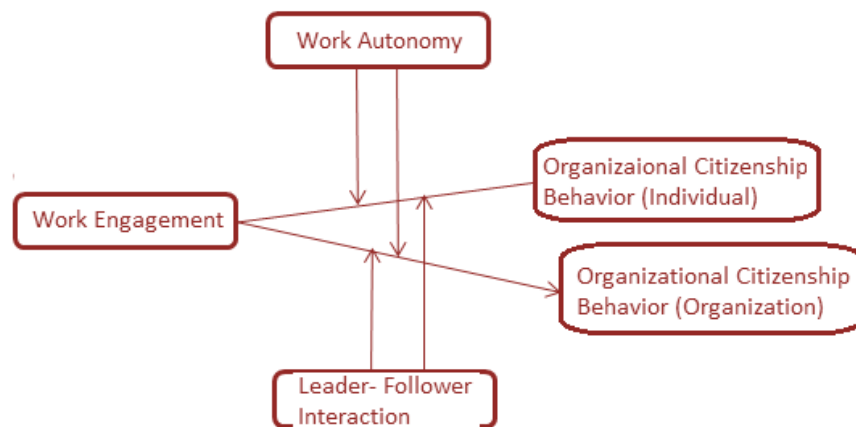 Work Autonomy
Organizaional Citizenship
Behavior (Individual)
Work Engagement
Organizational Citizenship
Behavior (Organization)
Leader- Follower
Interaction